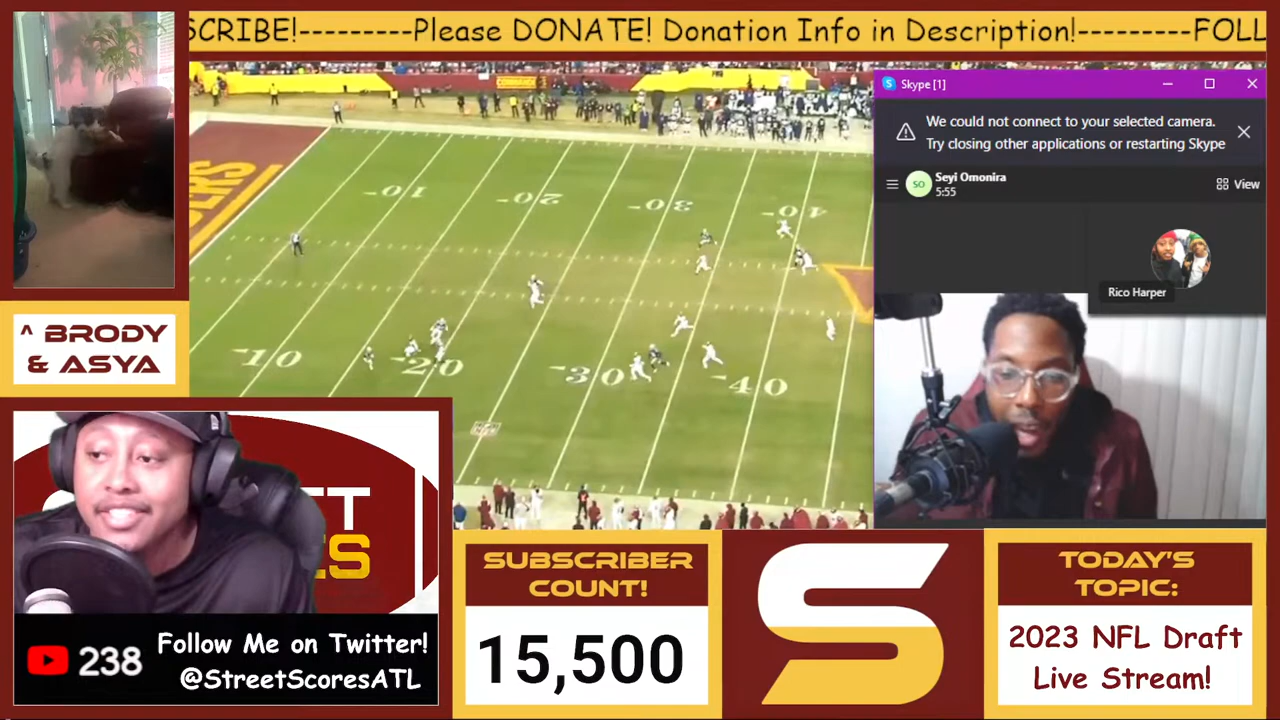 SCRIBE!---------Please DONATE! Donation Info in Description!---------FOLL
Skype [1]
We could not connect to your selected camera.
Try closing other applications or restarting Skype
SO
Seyi Omonira
5:55
View
Rico Harper
COMMANDERS
-10
-20
-30
-40
-10
-20
-30
-40
^ BRODY
& ASYA
238
Follow Me on Twitter!
@StreetScoresATL
SUBSCRIBER
COUNT!
15,500
S
TODAY'S
TOPIC:
2023 NFL Draft
Live Stream!